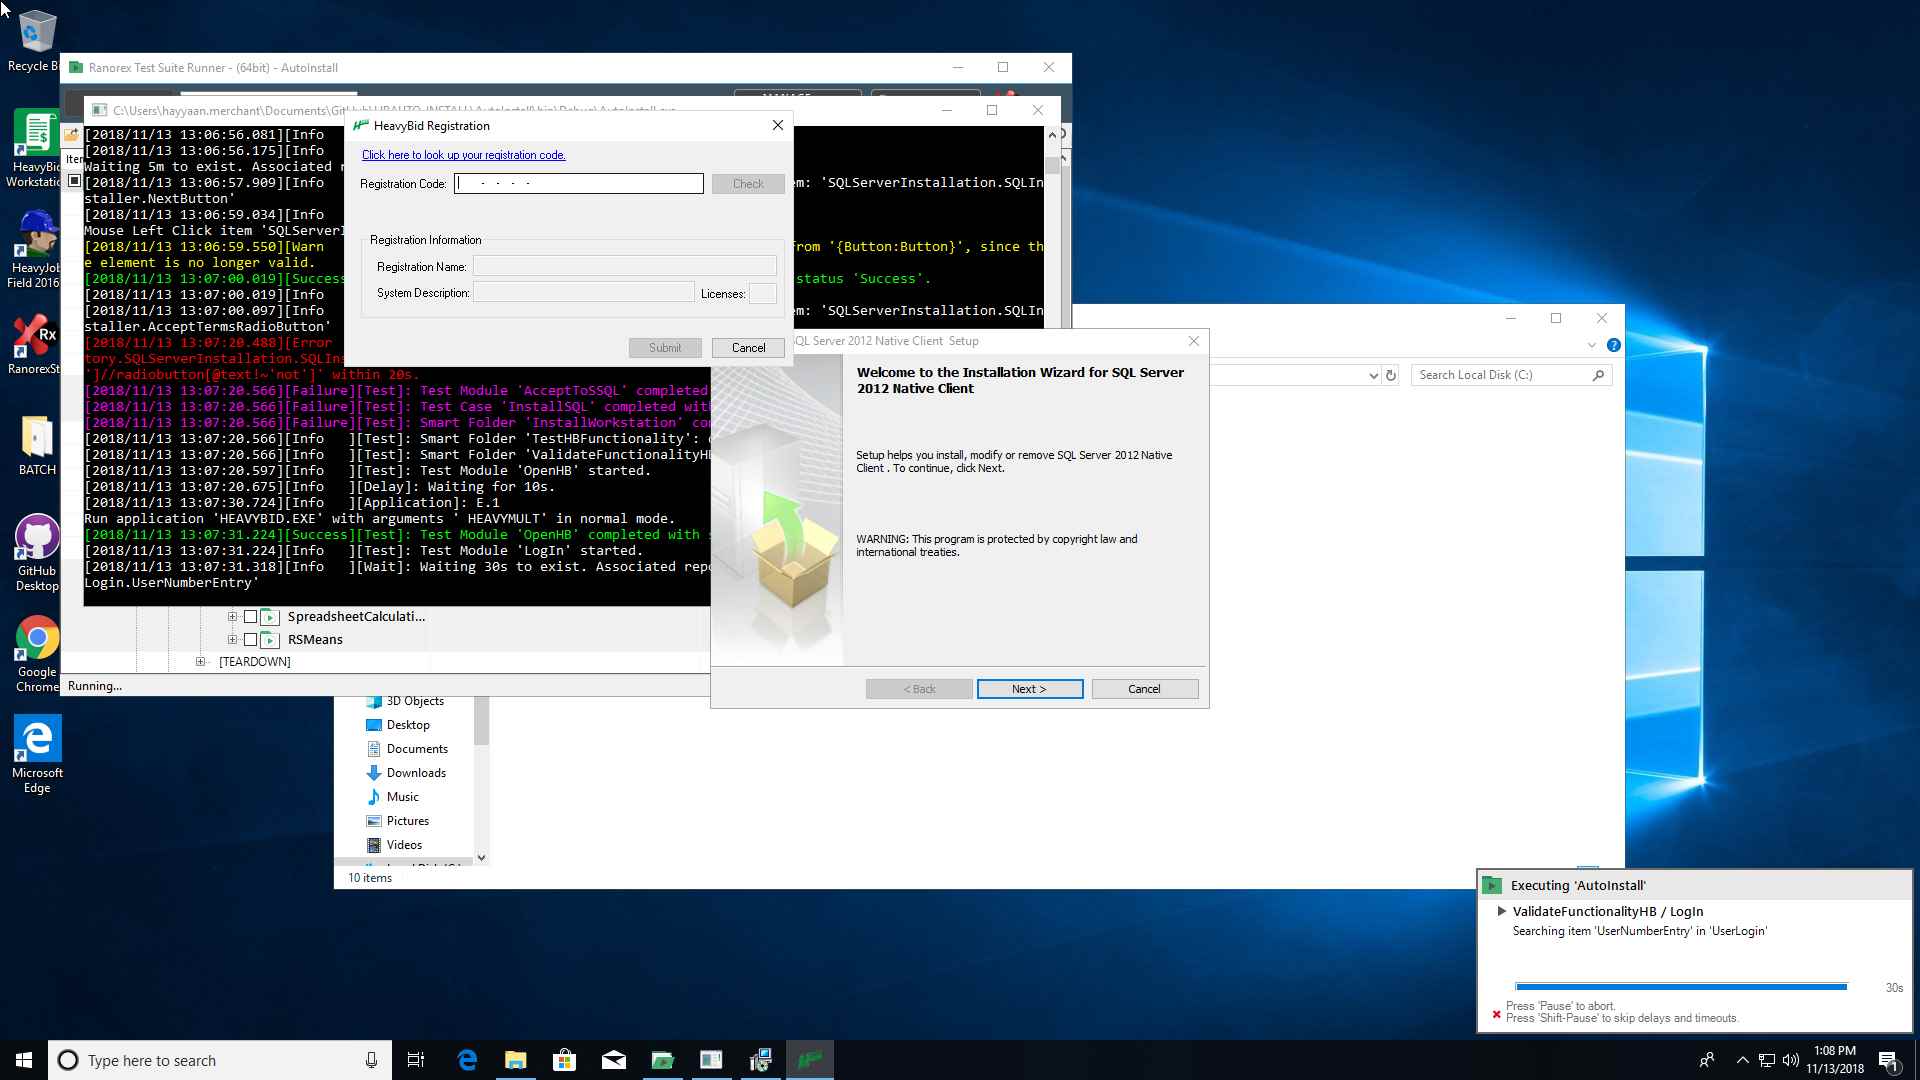 Recycle Bi
HeavyBid
Workstatio
HeavyJob
Field 2016
RanorexSt
BATCH
GitHub
Desktop
Google
Chrome
Microsoft
Edge
Ranorex Test Suite Runner - (64bit) - AutoInstall
MANAGE
C:\Users\hayyaan.merchant\Documents\GitHub\HBAUTO-INSTALL\AutoInstall\bin\Debug\AutoInstall.exe
Iter
[2018/11/13 13:06:56.081][Info
[2018/11/13 13:06:56.175][Info
Waiting 5m to exist. Associated r
[2018/11/13 13:06:57.909][Info
em: 'SQLServerInstallation.SQLIn
staller.NextButton'
[2018/11/13 13:06:59.034][Info
Mouse Left Click item 'SQLServerI
[2018/11/13 13:06:59.550][Warn
from '{Button:Button}', since th
e element is no longer valid.
[2018/11/13 13:07:00.019][Success
status 'Success'.
[2018/11/13 13:07:00.019][Info
[2018/11/13 13:07:00.097][Info
em: 'SQLServerInstallation.SQLIn
staller.AcceptTermsRadioButton'
[2018/11/13 13:07:20.488][Error
tory.SQLServerInstallation.SQLIns
']//radiobutton[@text!~'not']' within 20s.
[2018/11/13 13:07:20.566][Failure][Test]: Test Module 'AcceptToSSQL' completed
[2018/11/13 13:07:20.566][Failure][Test]: Test Case 'InstallSQL' completed wit
[2018/11/13 13:07:20.566][Failure][Test]: Smart Folder 'InstallWorkstation' co
[2018/11/13 13:07:20.566][Info   ][Test]: Smart Folder 'TestHBFunctionality': 
[2018/11/13 13:07:20.566][Info   ][Test]: Smart Folder 'ValidateFunctionalityH
[2018/11/13 13:07:20.597][Info   ][Test]: Test Module 'OpenHB' started.
[2018/11/13 13:07:20.675][Info   ][Delay]: Waiting for 10s.
[2018/11/13 13:07:30.724][Info   ][Application]: E.1
Run application 'HEAVYBID.EXE' with arguments ' HEAVYMULT' in normal mode.
[2018/11/13 13:07:31.224][Success][Test]: Test Module 'OpenHB' completed with s
[2018/11/13 13:07:31.224][Info   ][Test]: Test Module 'LogIn' started.
[2018/11/13 13:07:31.318][Info   ][Wait]: Waiting 30s to exist. Associated repo
Login.UserNumberEntry'
SpreadsheetCalculati...
RSMeans
[TEARDOWN]
Running...
HeavyBid Registration
Click here to look up your registration code.
Registration Code: - - - -
Check
Registration Information
Registration Name:
System Description:
Licenses:
Submit
Cancel
SQL Server 2012 Native Client Setup
Welcome to the Installation Wizard for SQL Server
2012 Native Client
Setup helps you install, modify or remove SQL Server 2012 Native
Client . To continue, click Next.
WARNING: This program is protected by copyright law and
international treaties.
< Back
Next >
Cancel
Search Local Disk (C:)
3D Objects
Desktop
Documents
Downloads
Music
Pictures
Videos
10 items
Executing 'AutoInstall'
ValidateFunctionalityHB / LogIn
Searching item 'UserNumberEntry' in 'UserLogin'
30s
Press 'Pause' to abort.
Press 'Shift-Pause' to skip delays and timeouts.
Type here to search
1:08 PM
11/13/2018
1